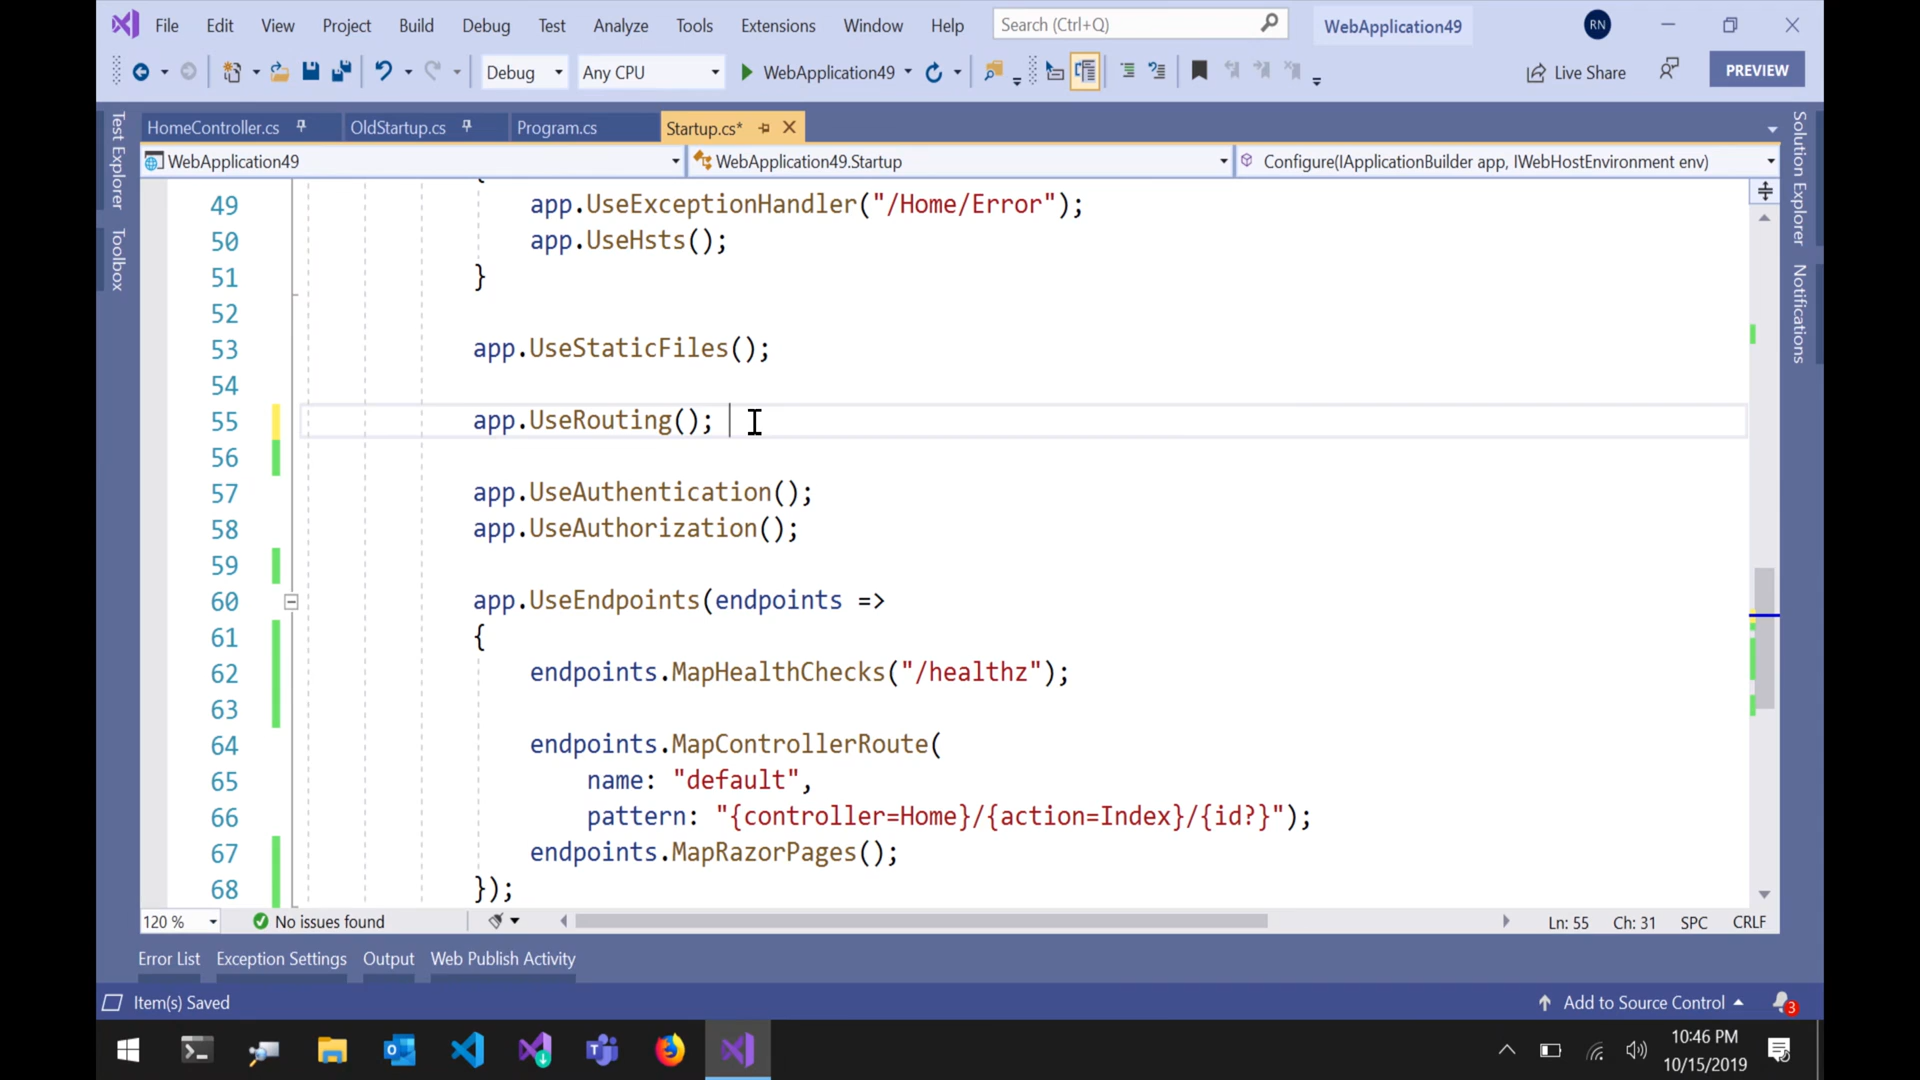 File Edit View Project Build Debug Test Analyze Tools Extensions Window Help Search (Ctrl+Q) WebApplication49 RN
Debug Any CPU WebApplication49 Live Share PREVIEW
HomeController.cs OldStartup.cs Program.cs Startup.cs*
WebApplication49 WebApplication49.Startup Configure(IApplicationBuilder app, IWebHostEnvironment env)
Test Explorer
Toolbox
Solution Explorer
Notifications
{
49 app.UseExceptionHandler("/Home/Error");
50 app.UseHsts();
51 }
52
53 app.UseStaticFiles();
54
55 app.UseRouting();
56
57 app.UseAuthentication();
58 app.UseAuthorization();
59
60 app.UseEndpoints(endpoints =>
61 {
62 endpoints.MapHealthChecks("/healthz");
63
64 endpoints.MapControllerRoute(
65 name: "default",
66 pattern: "{controller=Home}/{action=Index}/{id?}");
67 endpoints.MapRazorPages();
68 });
120 % No issues found Ln: 55 Ch: 31 SPC CRLF
Error List Exception Settings Output Web Publish Activity
Item(s) Saved Add to Source Control 3
10:46 PM
10/15/2019